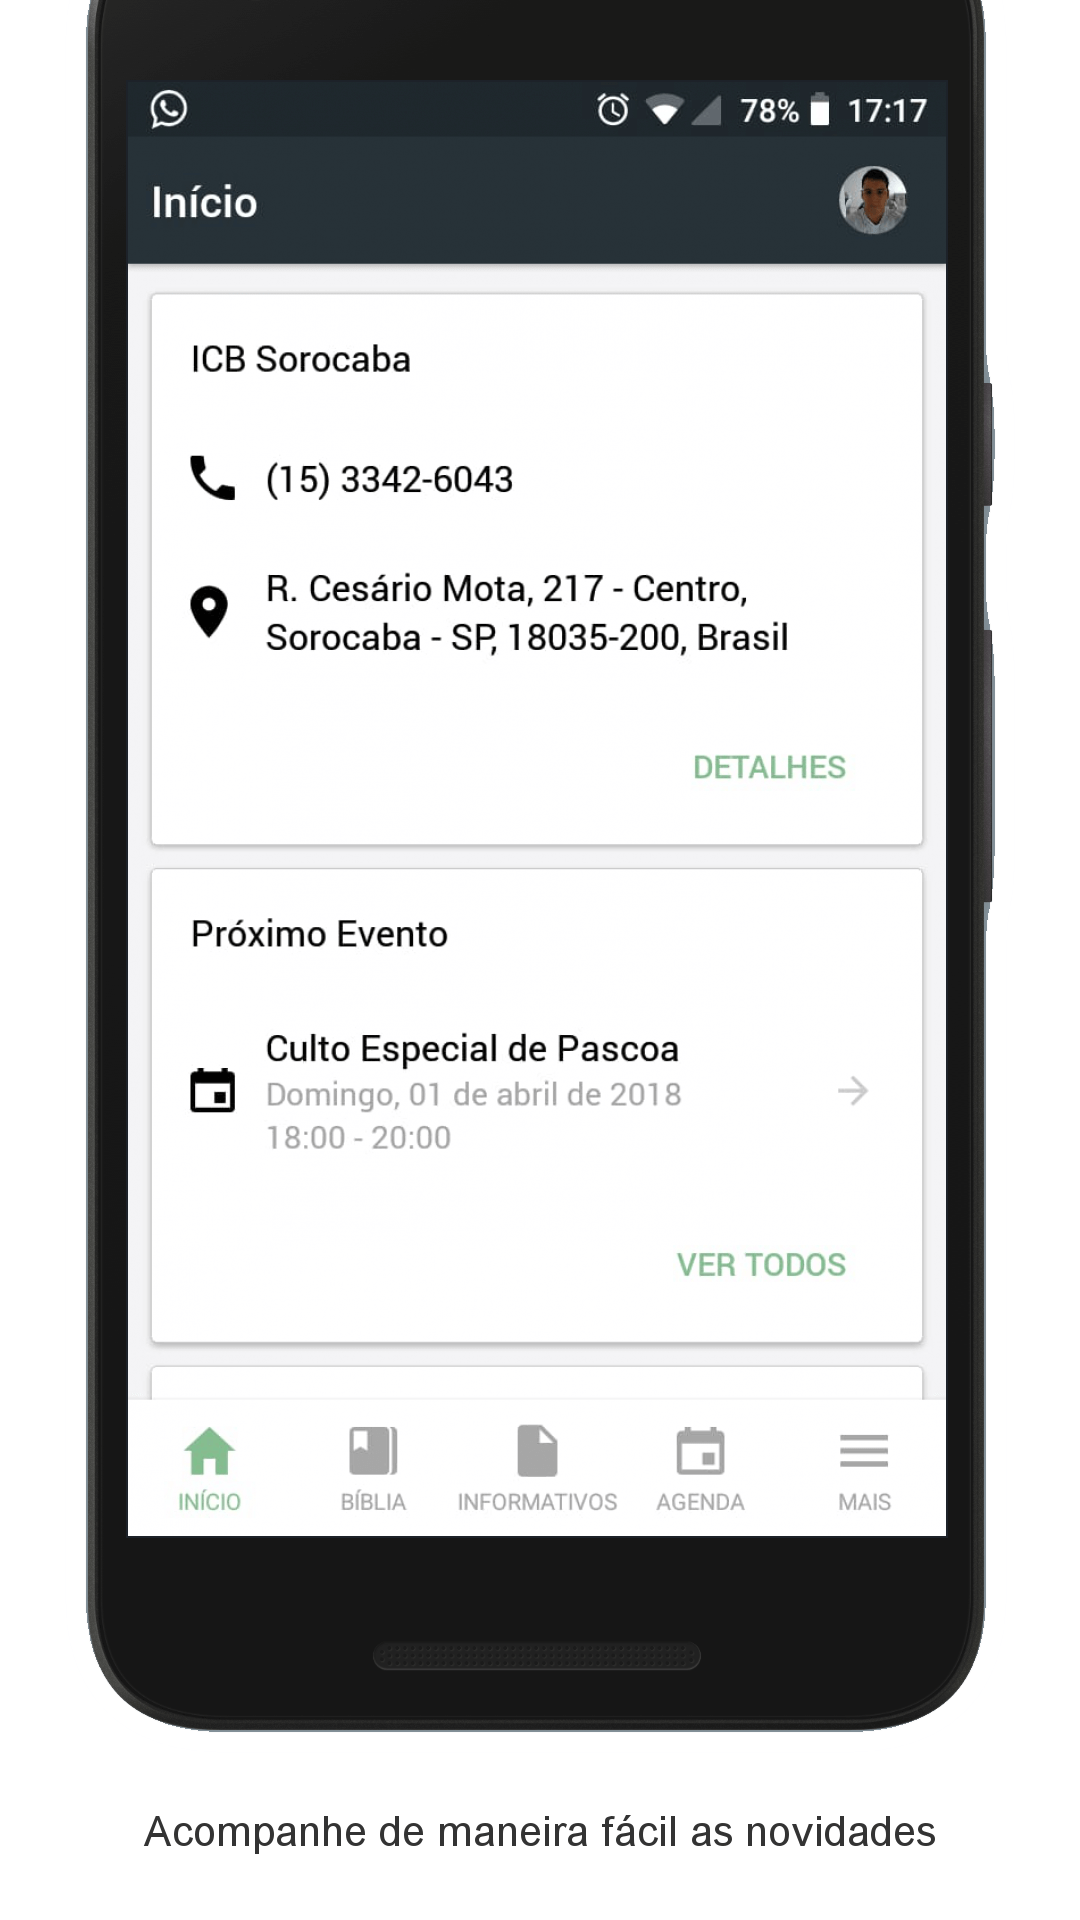 78% 17:17
Início
ICB Sorocaba
(15) 3342-6043
R. Cesário Mota, 217 - Centro,
Sorocaba - SP, 18035-200, Brasil
DETALHES
Próximo Evento
Culto Especial de Pascoa
Domingo, 01 de abril de 2018
18:00 - 20:00
VER TODOS
INÍCIO BÍBLIA INFORMATIVOS AGENDA MAIS
Acompanhe de maneira fácil as novidades